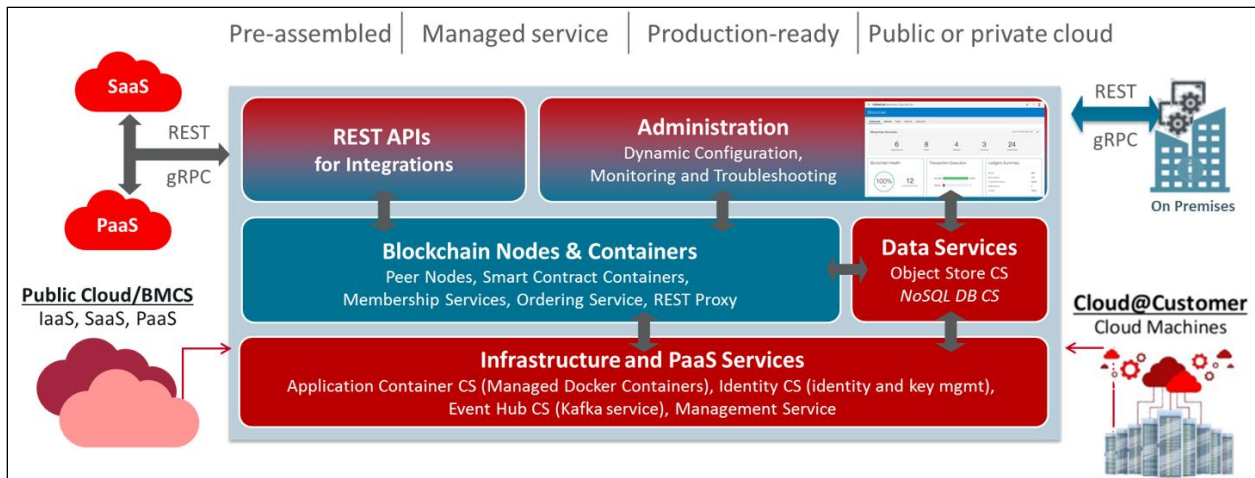 Pre-assembled
Managed service
Production-ready
Public or private cloud
SaaS
REST
gRPC
PaaS
Public Cloud/BMCS
IaaS, SaaS, PaaS
REST APIs
for Integrations
Administration
Dynamic Configuration,
Monitoring and Troubleshooting
6
8
4
3
24
100%
12
Blockchain Nodes & Containers
Peer Nodes, Smart Contract Containers,
Membership Services, Ordering Service, REST Proxy
Data Services
Object Store CS
NoSQL DB CS
Infrastructure and PaaS Services
Application Container CS (Managed Docker Containers), Identity CS (identity and key mgmt),
Event Hub CS (Kafka service), Management Service
REST
gRPC
On Premises
Cloud@Customer
Cloud Machines